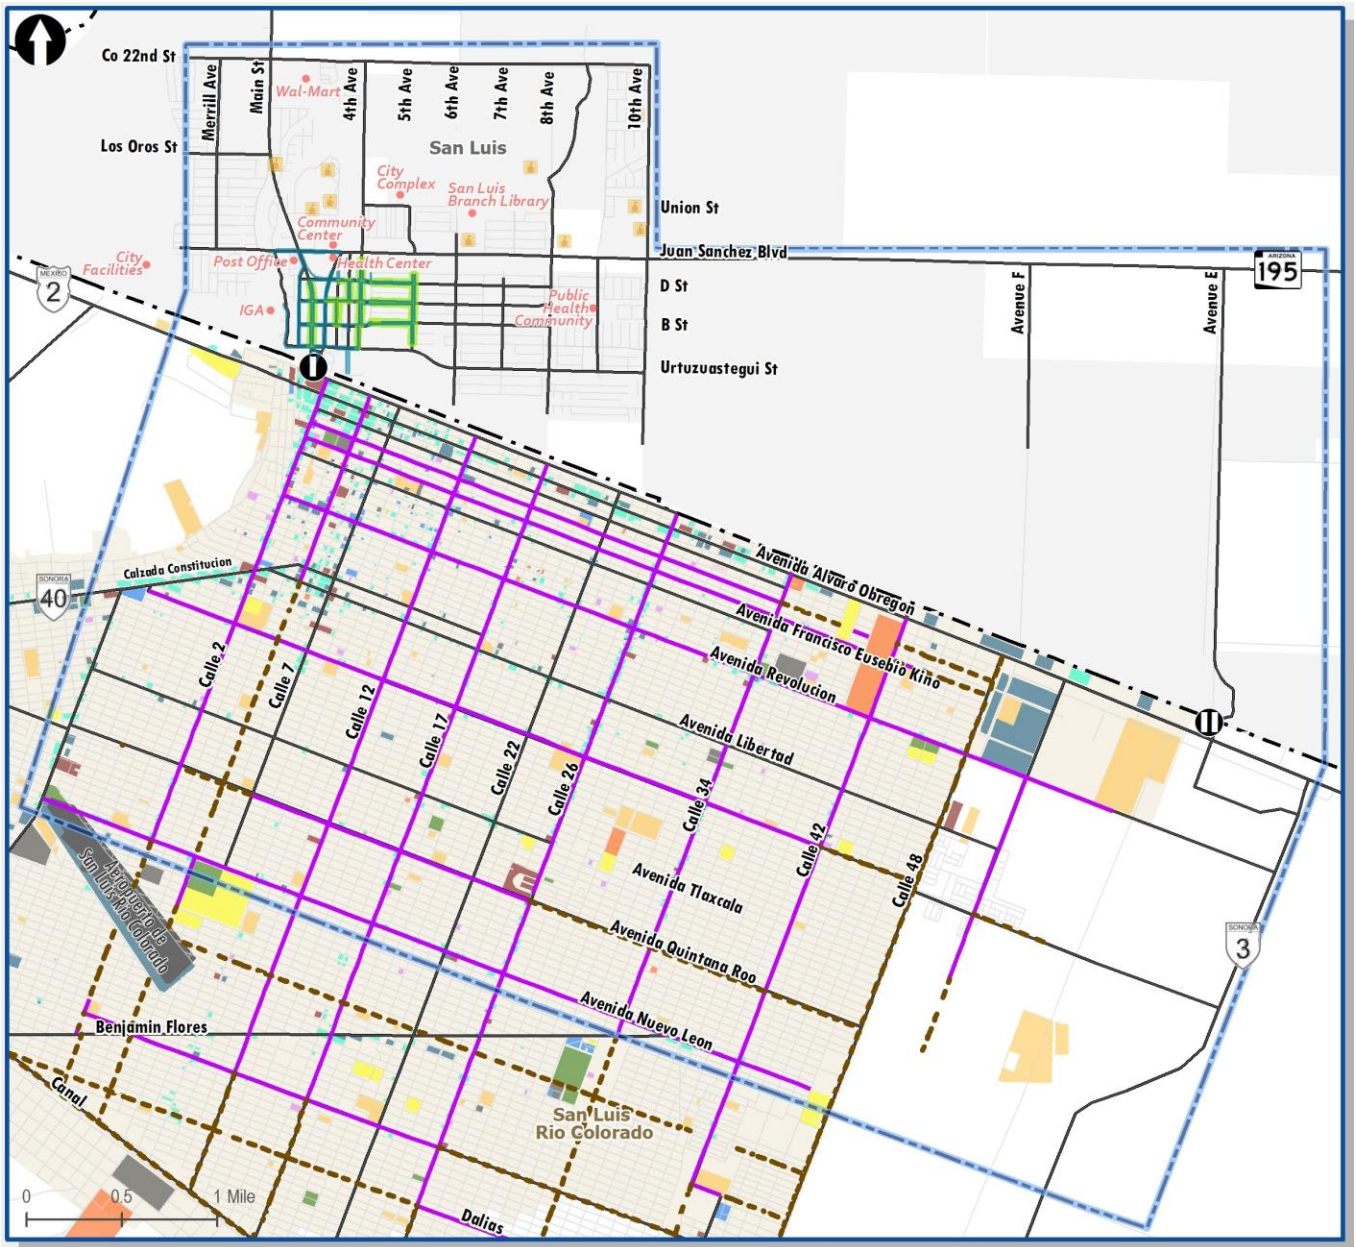 Co 22nd St
Merrill Ave
Main St
Wal-Mart
4th Ave
5th Ave
6th Ave
7th Ave
8th Ave
10th Ave
Los Oros St
San Luis
City
Complex
San Luis
Branch Library
Union St
Community
Center
Juan Sanchez Blvd
City
Facilities
Post Office
Health Center
ARIZONA
195
MEXICO
2
D St
Avenue F
Avenue E
IGA
Public
Health
Community
B St
I
Urtuzuastegui St
Avenida Alvaro Obregon
Calzada Constitucion
SONORA
40
Avenida Francisco Eusebio Kino
Avenida Revolucion
Calle 2
Calle 7
Calle 12
Calle 17
Calle 22
Calle 26
Calle 34
Calle 42
Calle 48
Avenida Libertad
II
Avenida Tlaxcala
Aeropuerto de
San Luis Rio Colorado
Avenida Quintana Roo
SONORA
3
Avenida Nuevo Leon
Benjamin Flores
Canal
San Luis
Rio Colorado
0 0.5 1 Mile
Dalias